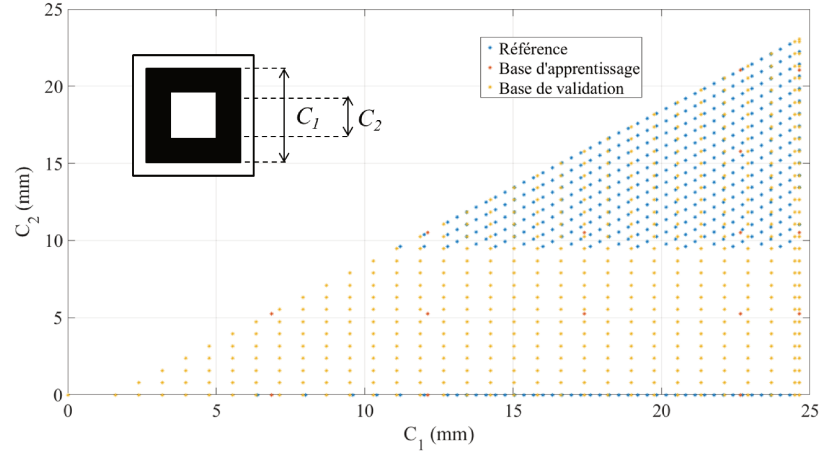 25
20
15
10
5
0
C₂ (mm)
0
5
10
15
20
25
C₁ (mm)
C₁
C₂
Référence
Base d'apprentissage
Base de validation